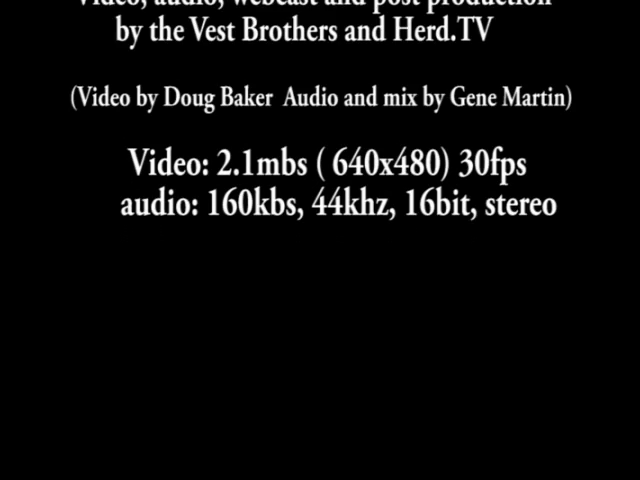 Video, audio, webcast and post production
by the Vest Brothers and Herd.TV
(Video by Doug Baker Audio and mix by Gene Martin)
Video: 2.1mbs ( 640x480) 30fps
audio: 160kbs, 44khz, 16bit, stereo